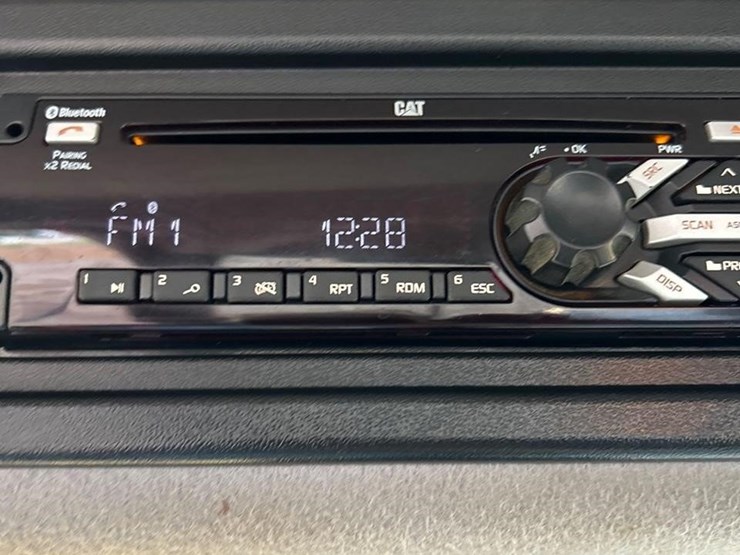 Bluetooth
CAT
PAIRING
x2 REDIAL
OK
PWR
SRC
NEXT
FM1
12:28
SCAN
DISP
1
2
3
4 RPT
5 RDM
6 ESC